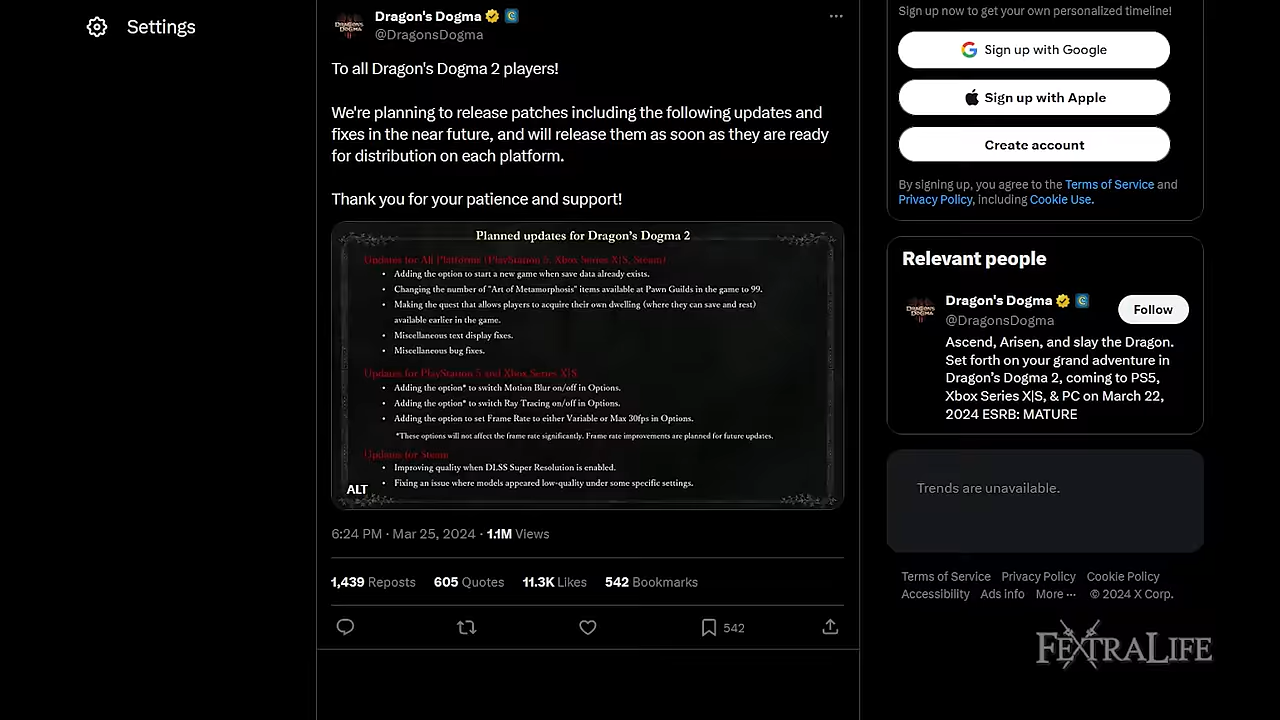 Settings
Dragon's Dogma
@DragonsDogma
To all Dragon's Dogma 2 players!
We're planning to release patches including the following updates and
fixes in the near future, and will release them as soon as they are ready
for distribution on each platform.
Thank you for your patience and support!
Planned updates for Dragon's Dogma 2
Updates for All Platforms (PlayStation 5, Xbox Series X|S, Steam)
• Adding the option to start a new game when save data already exists.
• Changing the number of "Art of Metamorphosis" items available at Pawn Guilds in the game to 99.
• Making the quest that allows players to acquire their own dwelling (where they can save and rest)
available earlier in the game.
• Miscellaneous text display fixes.
• Miscellaneous bug fixes.
Updates for PlayStation 5 and Xbox Series X|S
• Adding the option* to switch Motion Blur on/off in Options.
• Adding the option* to switch Ray Tracing on/off in Options.
• Adding the option to set Frame Rate to either Variable or Max 30fps in Options.
*These options will not affect the frame rate significantly. Frame rate improvements are planned for future updates.
Updates for Steam
• Improving quality when DLSS Super Resolution is enabled.
• Fixing an issue where models appeared low-quality under some specific settings.
ALT
6:24 PM · Mar 25, 2024 · 1.1M Views
1,439 Reposts 605 Quotes 11.3K Likes 542 Bookmarks
542
Sign up now to get your own personalized timeline!
Sign up with Google
Sign up with Apple
Create account
By signing up, you agree to the Terms of Service and
Privacy Policy, including Cookie Use.
Relevant people
Dragon's Dogma
@DragonsDogma
Follow
Ascend, Arisen, and slay the Dragon.
Set forth on your grand adventure in
Dragon's Dogma 2, coming to PS5,
Xbox Series X|S, & PC on March 22,
2024 ESRB: MATURE
Trends are unavailable.
Terms of Service Privacy Policy Cookie Policy
Accessibility Ads info More ··· © 2024 X Corp.
FEXTRALIFE